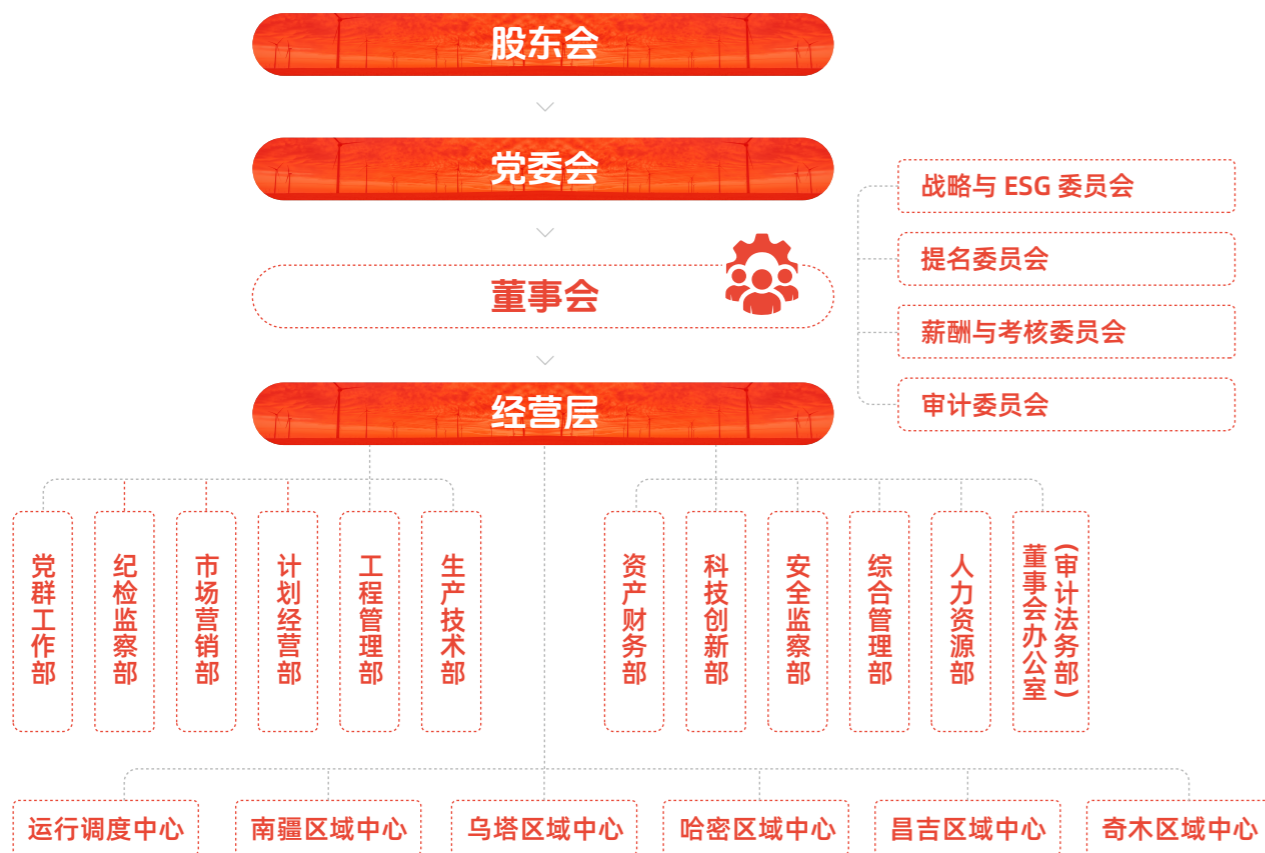 股东会
党委会
董事会
经营层
战略与 ESG 委员会
提名委员会
薪酬与考核委员会
审计委员会
党群工作部
纪检监察部
市场营销部
计划经营部
工程管理部
生产技术部
资产财务部
科技创新部
安全监察部
综合管理部
人力资源部
董事会办公室
(审计法务部)
运行调度中心
南疆区域中心
乌塔区域中心
哈密区域中心
昌吉区域中心
奇木区域中心